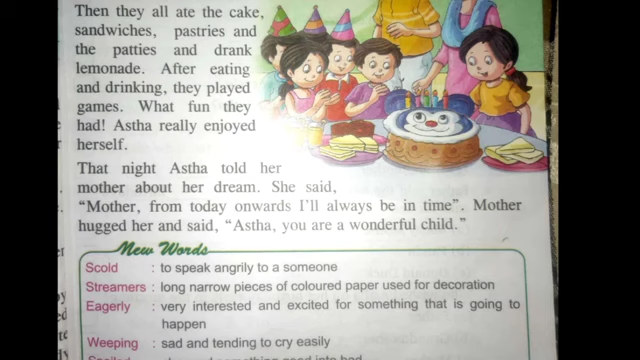 Then they all ate the cake,
sandwiches, pastries and
the patties and drank
lemonade. After eating
and drinking, they played
games. What fun they
had! Astha really enjoyed
herself.
That night Astha told her
mother about her dream. She said,
“Mother, from today onwards I'll always be in time”. Mother
hugged her and said, “Astha, you are a wonderful child.”
New Words
Scold : to speak angrily to a someone
Streamers : long narrow pieces of coloured paper used for decoration
Eagerly : very interested and excited for something that is going to
happen
Weeping : sad and tending to cry easily